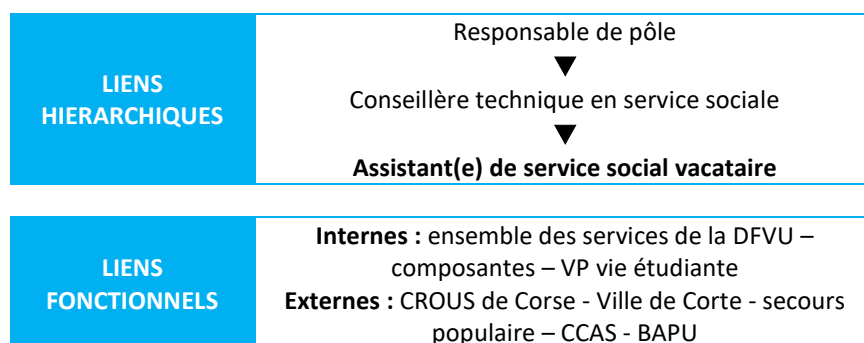 LIENS
HIERARCHIQUES
Responsable de pôle
▼
Conseillère technique en service sociale
▼
Assistant(e) de service social vacataire
LIENS
FONCTIONNELS
Internes : ensemble des services de la DFVU –
composantes – VP vie étudiante
Externes : CROUS de Corse - Ville de Corte - secours
populaire – CCAS - BAPU